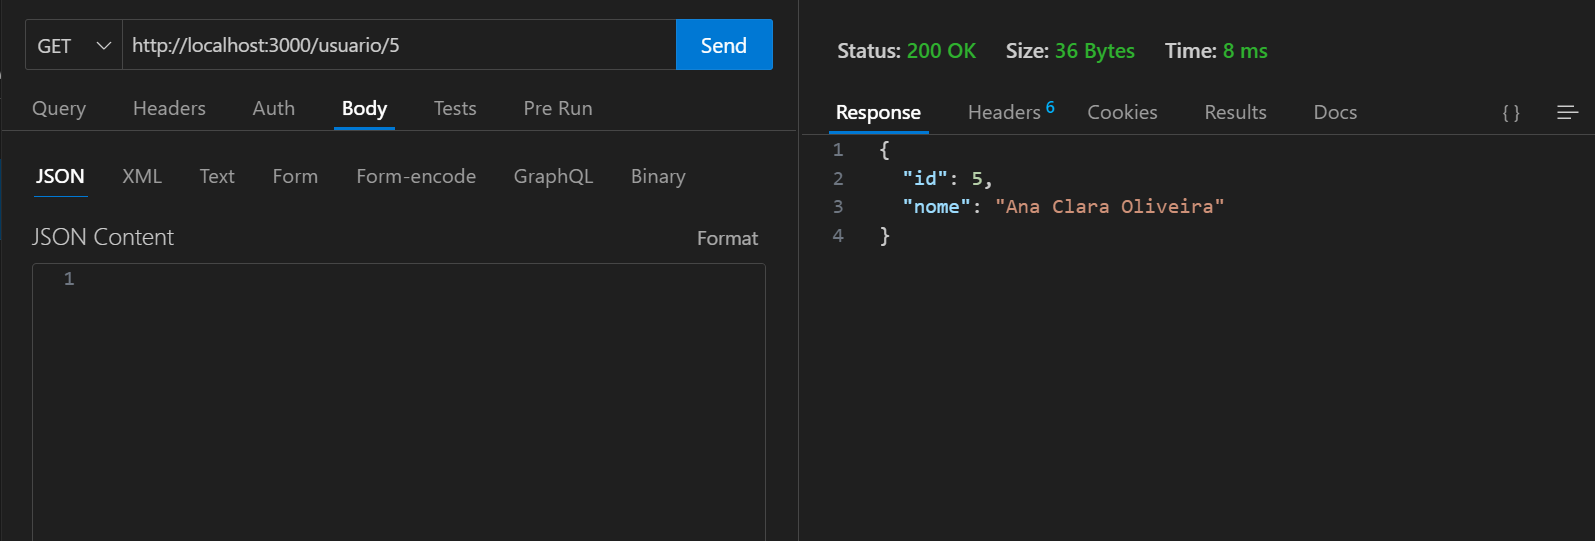 GET http://localhost:3000/usuario/5 Send
Query Headers Auth Body Tests Pre Run
JSON XML Text Form Form-encode GraphQL Binary
JSON Content Format
1
Status: 200 OK Size: 36 Bytes Time: 8 ms
Response Headers 6 Cookies Results Docs { }
1 {
2 "id": 5,
3 "nome": "Ana Clara Oliveira"
4 }